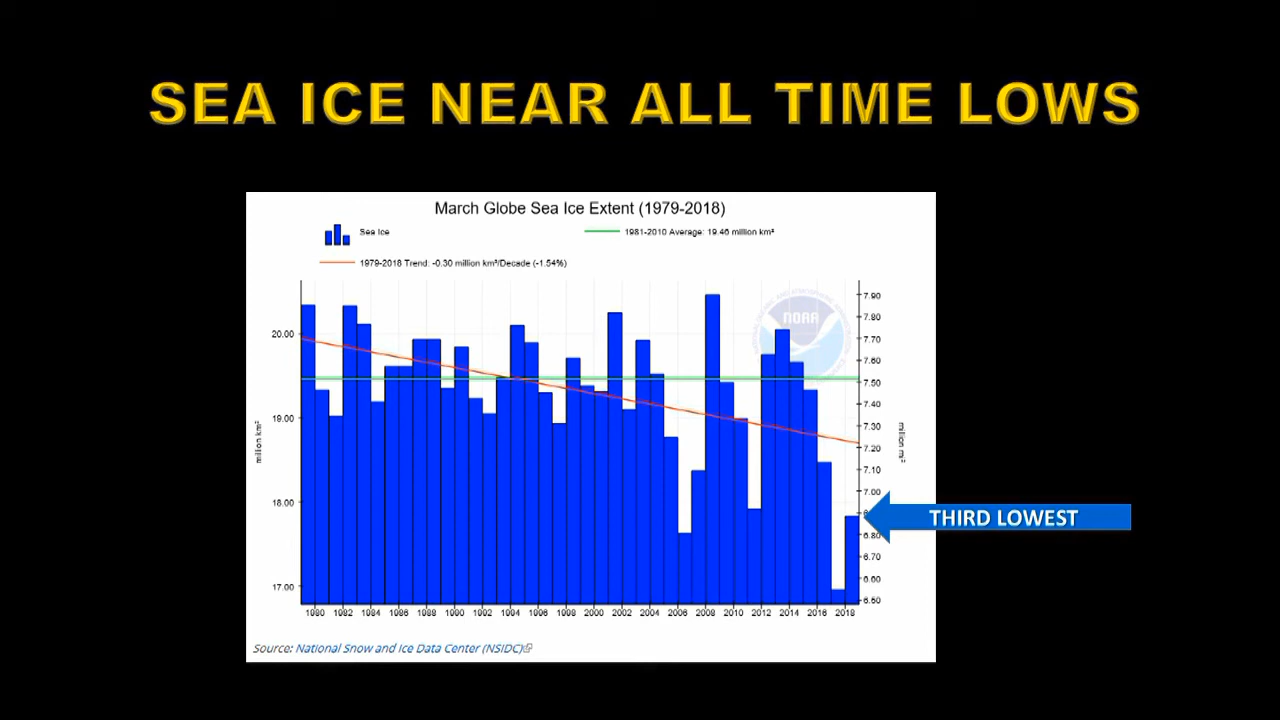 SEA ICE NEAR ALL TIME LOWS
March Globe Sea Ice Extent (1979-2018)
Sea Ice
1981-2010 Average: 19.46 million km²
1979-2018 Trend: -0.30 million km²/Decade (-1.54%)
20.00
19.00
18.00
17.00
million km²
7.90
7.80
7.70
7.60
7.50
7.40
7.30
7.20
7.10
7.00
6.80
6.70
6.60
6.50
million mi²
NOAA
THIRD LOWEST
1980 1982 1984 1986 1988 1990 1992 1994 1996 1998 2000 2002 2004 2006 2008 2010 2012 2014 2016 2018
Source: National Snow and Ice Data Center (NSIDC)